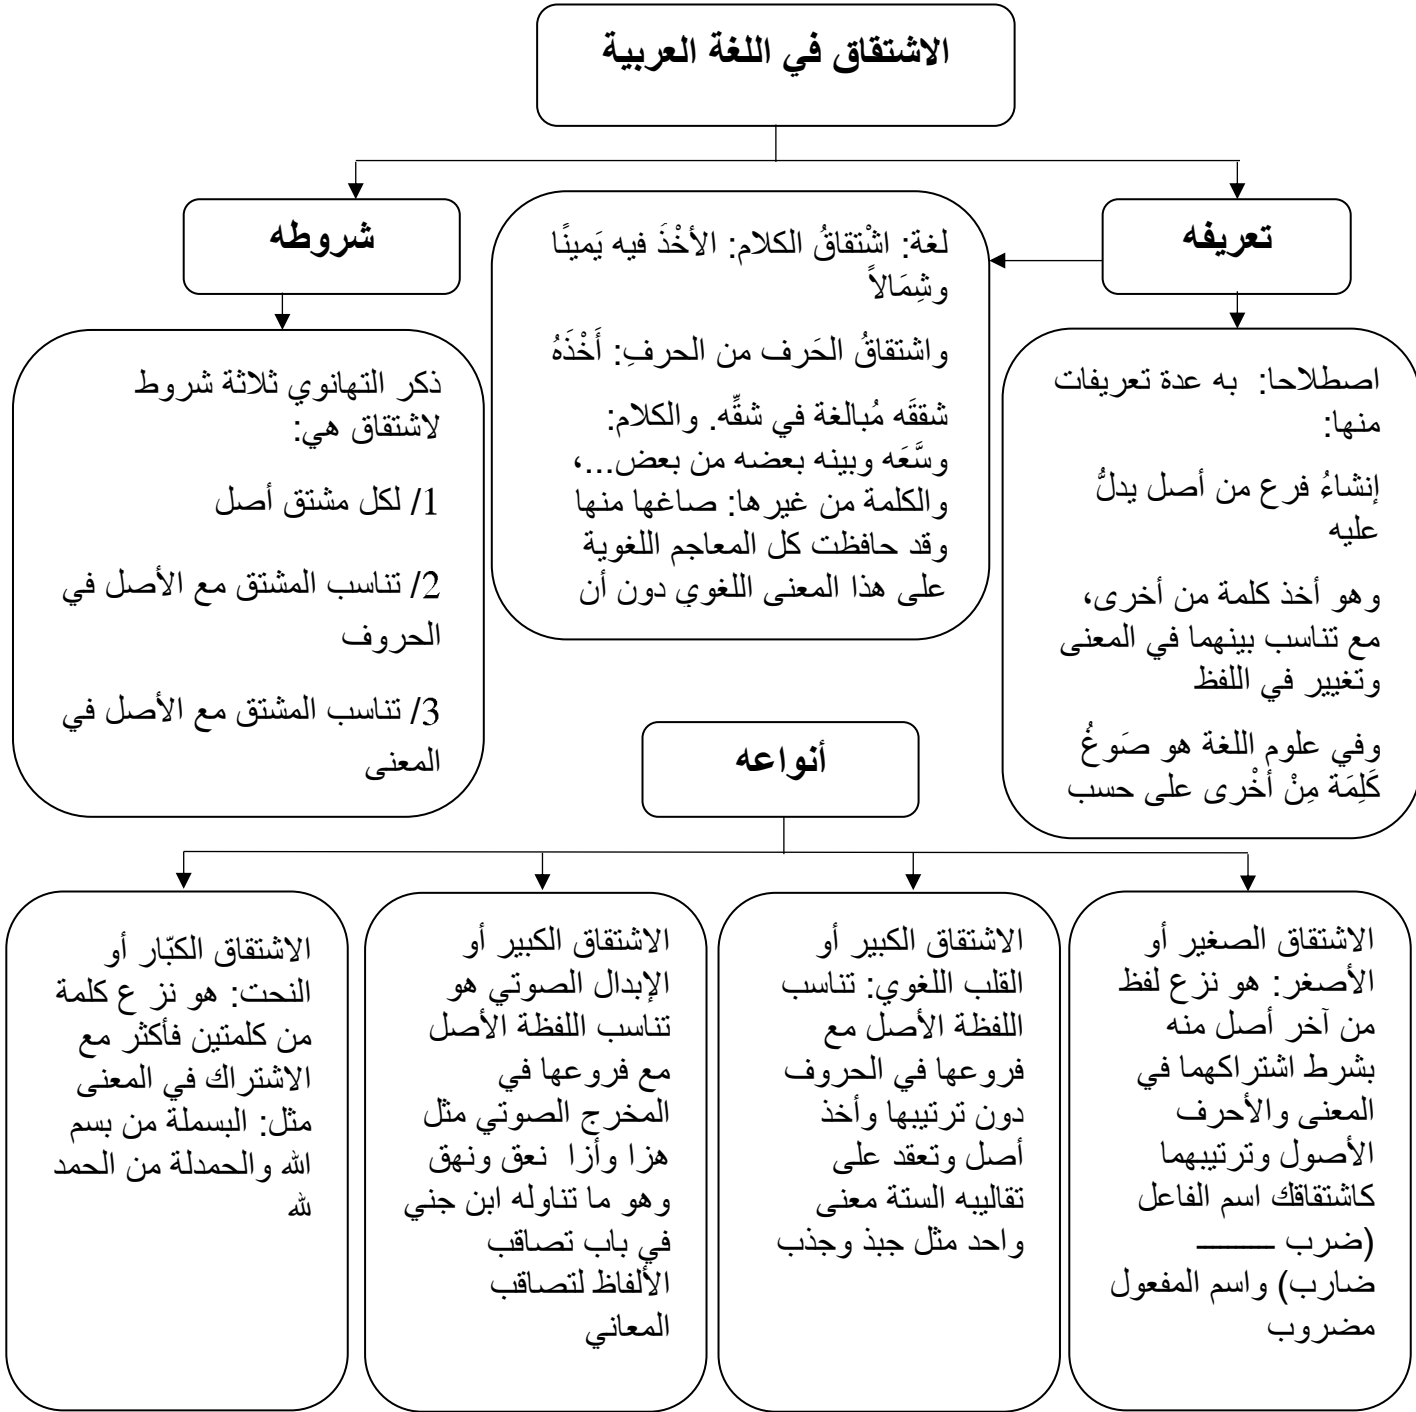 الاشتقاق في اللغة العربية
تعريفه
شروطه
لغة: اشْتقاقُ الكلام: الأخْذَ فيه يَمينًا
وشِمَالاً
واشتقاقُ الحَرف من الحرفِ: أَخْذَهُ
شققَه مُبالغة في شقِّه. والكلام:
وسَّعَه وبينه بعضه من بعض...،
والكلمة من غيرها: صاغها منها
وقد حافظت كل المعاجم اللغوية
على هذا المعنى اللغوي دون أن
اصطلاحا: به عدة تعريفات
منها:
إنشاءُ فرع من أصل يدلُّ
عليه
وهو أخذ كلمة من أخرى،
مع تناسب بينهما في المعنى
وتغيير في اللفظ
وفي علوم اللغة هو صَوغُ
كَلِمَة مِنْ أخْرى على حسب
ذكر التهانوي ثلاثة شروط
لاشتقاق هي:
1/ لكل مشتق أصل
2/ تناسب المشتق مع الأصل في
الحروف
3/ تناسب المشتق مع الأصل في
المعنى
أنواعه
الاشتقاق الصغير أو
الأصغر: هو نزع لفظ
من آخر أصل منه
بشرط اشتراكهما في
المعنى والأحرف
الأصول وترتيبهما
كاشتقاقك اسم الفاعل
(ضرب ـــــــ
ضارب) واسم المفعول
مضروب
الاشتقاق الكبير أو
القلب اللغوي: تناسب
اللفظة الأصل مع
فروعها في الحروف
دون ترتيبها وأخذ
أصل وتعقد على
تقاليبه الستة معنى
واحد مثل جبذ وجذب
الاشتقاق الكبير أو
الإبدال الصوتي هو
تناسب اللفظة الأصل
مع فروعها في
المخرج الصوتي مثل
هزا وأزا نعق ونهق
وهو ما تناوله ابن جني
في باب تصاقب
الألفاظ لتصاقب
المعاني
الاشتقاق الكبّار أو
النحت: هو نز ع كلمة
من كلمتين فأكثر مع
الاشتراك في المعنى
مثل: البسملة من بسم
الله والحمدلة من الحمد
لله